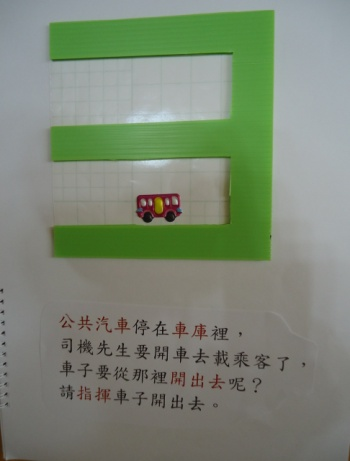 公共汽車停在車庫裡，
司機先生要開車去載乘客了，
車子要從那裡開出去呢？
請指揮車子開出去。